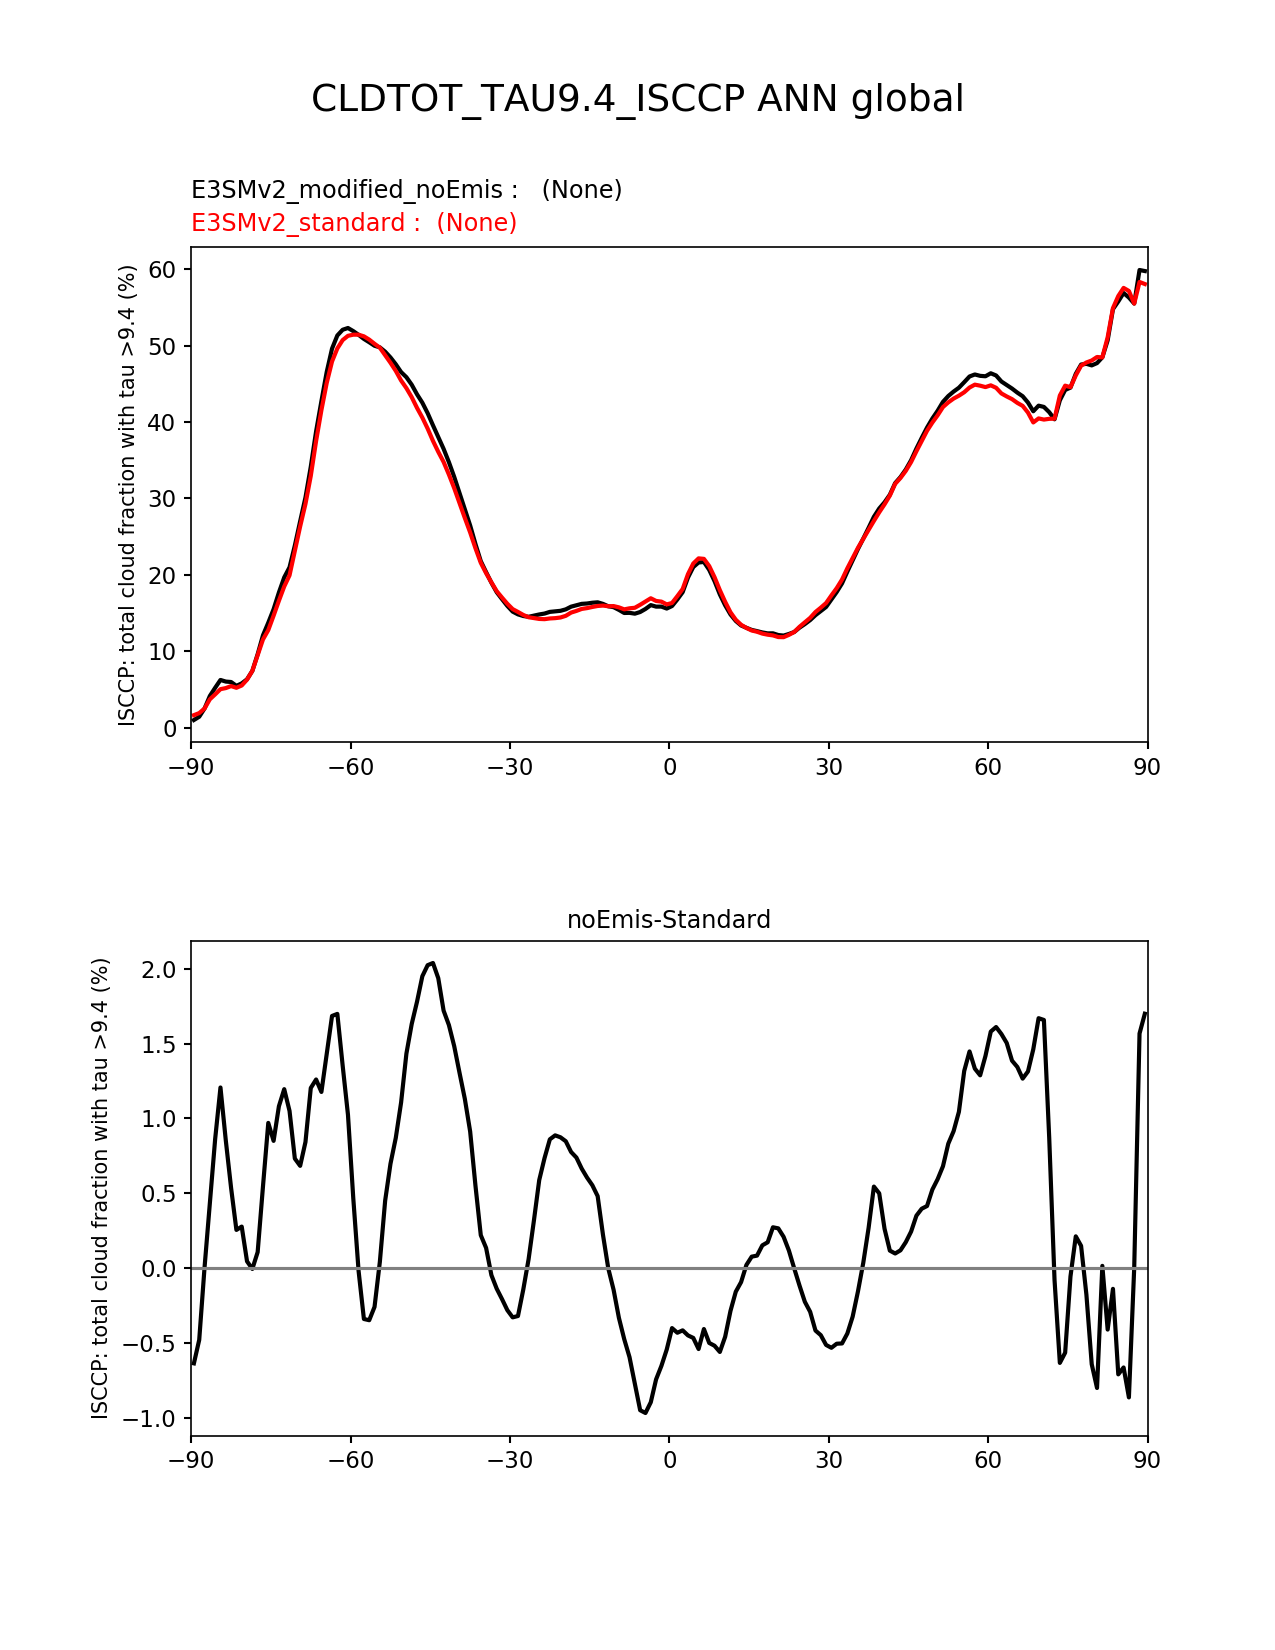 CLDTOT_TAU9.4_ISCCP ANN global
E3SMv2_modified_noEmis :   (None)
E3SMv2_standard :  (None)
ISCCP: total cloud fraction with tau >9.4 (%)
60
50
40
30
20
10
0
−90 −60 −30 0 30 60 90
noEmis-Standard
ISCCP: total cloud fraction with tau >9.4 (%)
2.0
1.5
1.0
0.5
0.0
−0.5
−1.0
−90 −60 −30 0 30 60 90